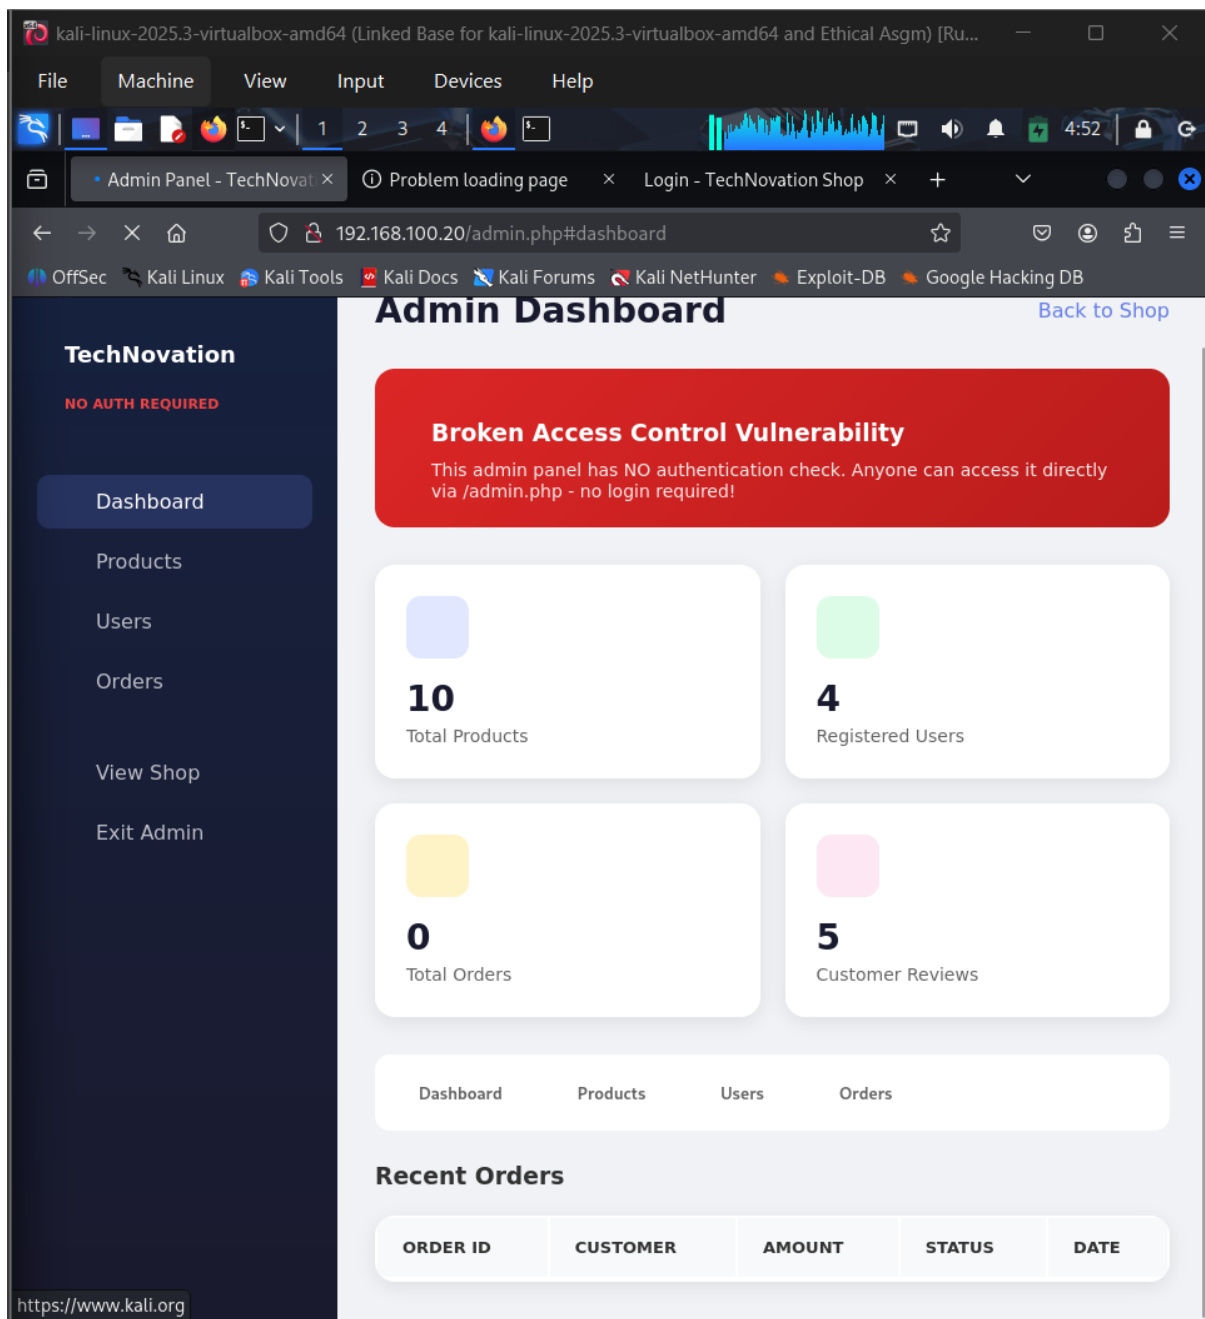 kali-linux-2025.3-virtualbox-amd64 (Linked Base for kali-linux-2025.3-virtualbox-amd64 and Ethical Asgm) [Ru...
File Machine View Input Devices Help
1 2 3 4 4:52
Admin Panel - TechNovati Problem loading page Login - TechNovation Shop
192.168.100.20/admin.php#dashboard
OffSec Kali Linux Kali Tools Kali Docs Kali Forums Kali NetHunter Exploit-DB Google Hacking DB
Admin Dashboard Back to Shop
TechNovation
NO AUTH REQUIRED
Dashboard
Products
Users
Orders
View Shop
Exit Admin
Broken Access Control Vulnerability
This admin panel has NO authentication check. Anyone can access it directly
via /admin.php - no login required!
10
Total Products
4
Registered Users
0
Total Orders
5
Customer Reviews
Dashboard Products Users Orders
Recent Orders
ORDER ID CUSTOMER AMOUNT STATUS DATE
https://www.kali.org